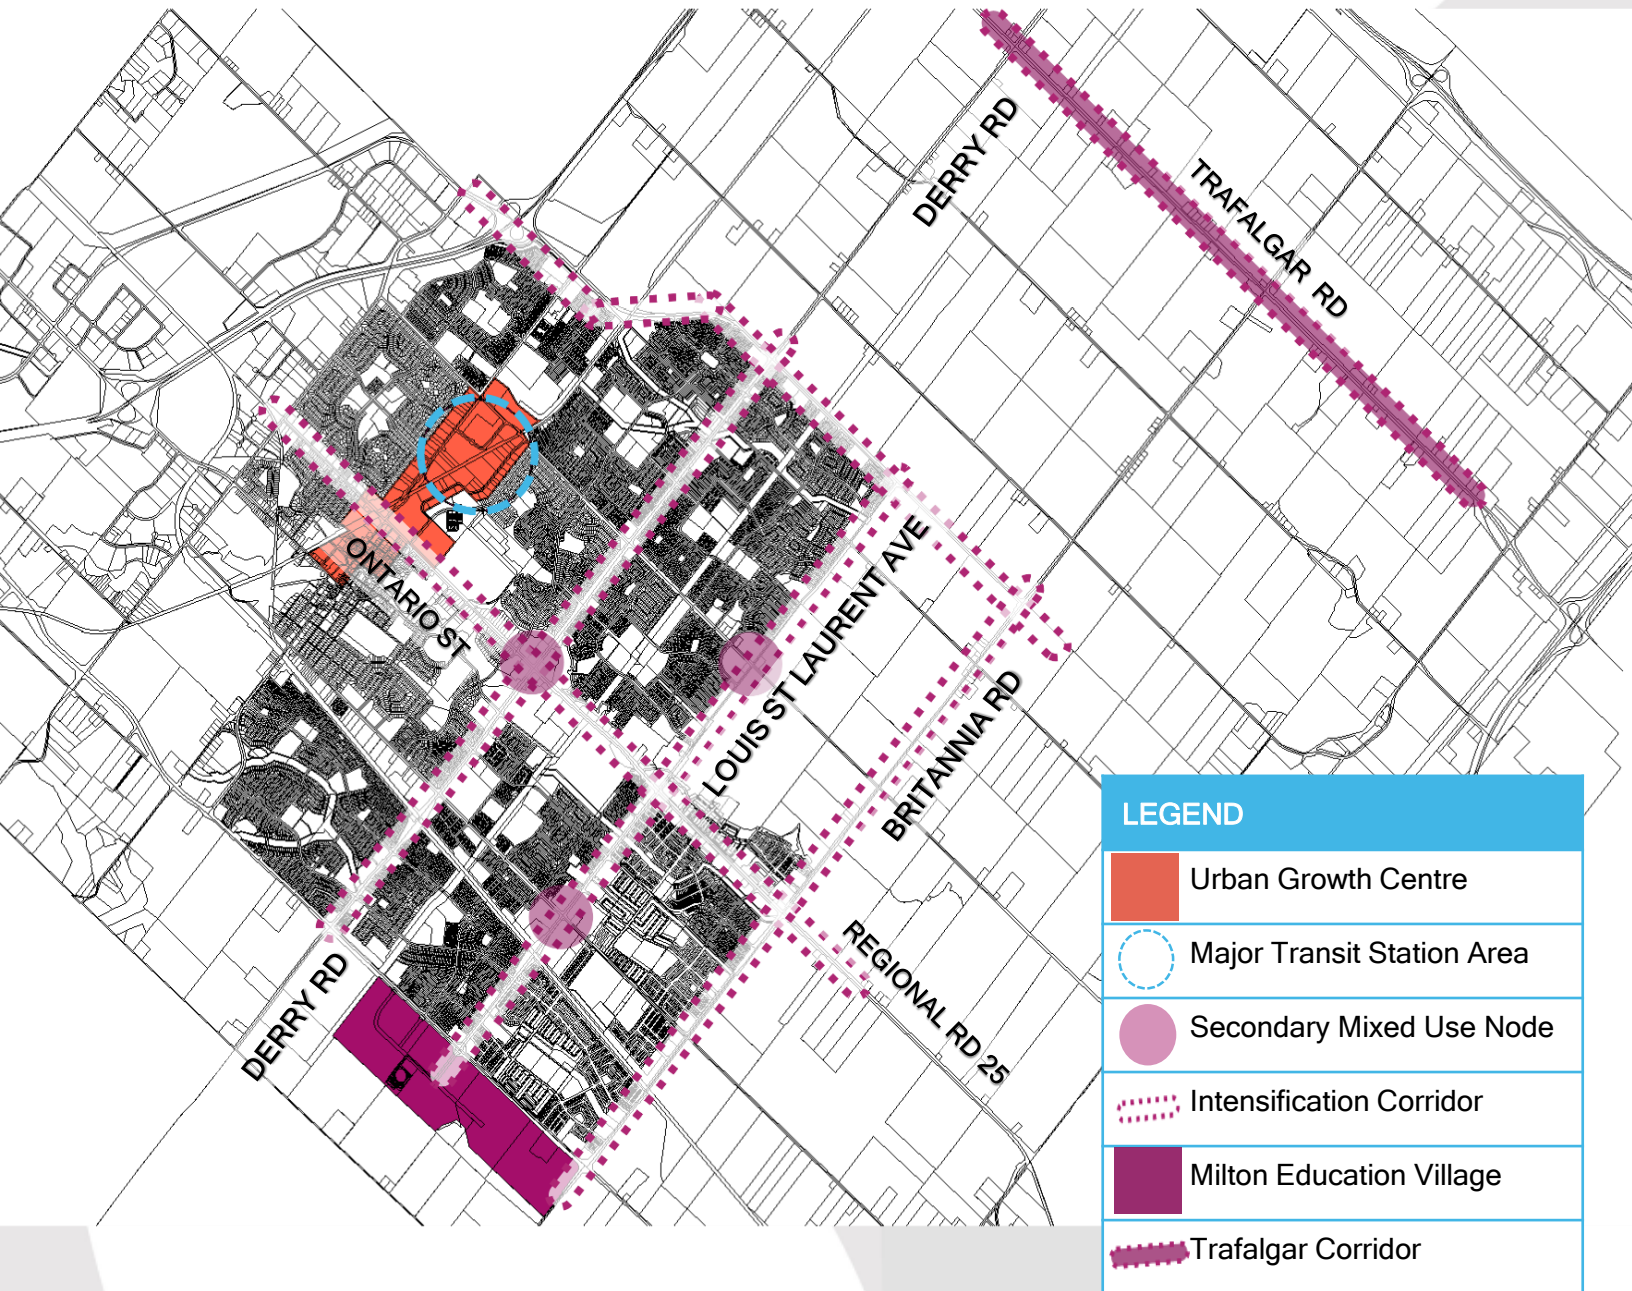 DERRY RD
TRAFALGAR RD
ONTARIO ST
LOUIS ST LAURENT AVE
BRITANNIA RD
REGIONAL RD 25
DERRY RD
LEGEND
Urban Growth Centre
Major Transit Station Area
Secondary Mixed Use Node
Intensification Corridor
Milton Education Village
Trafalgar Corridor